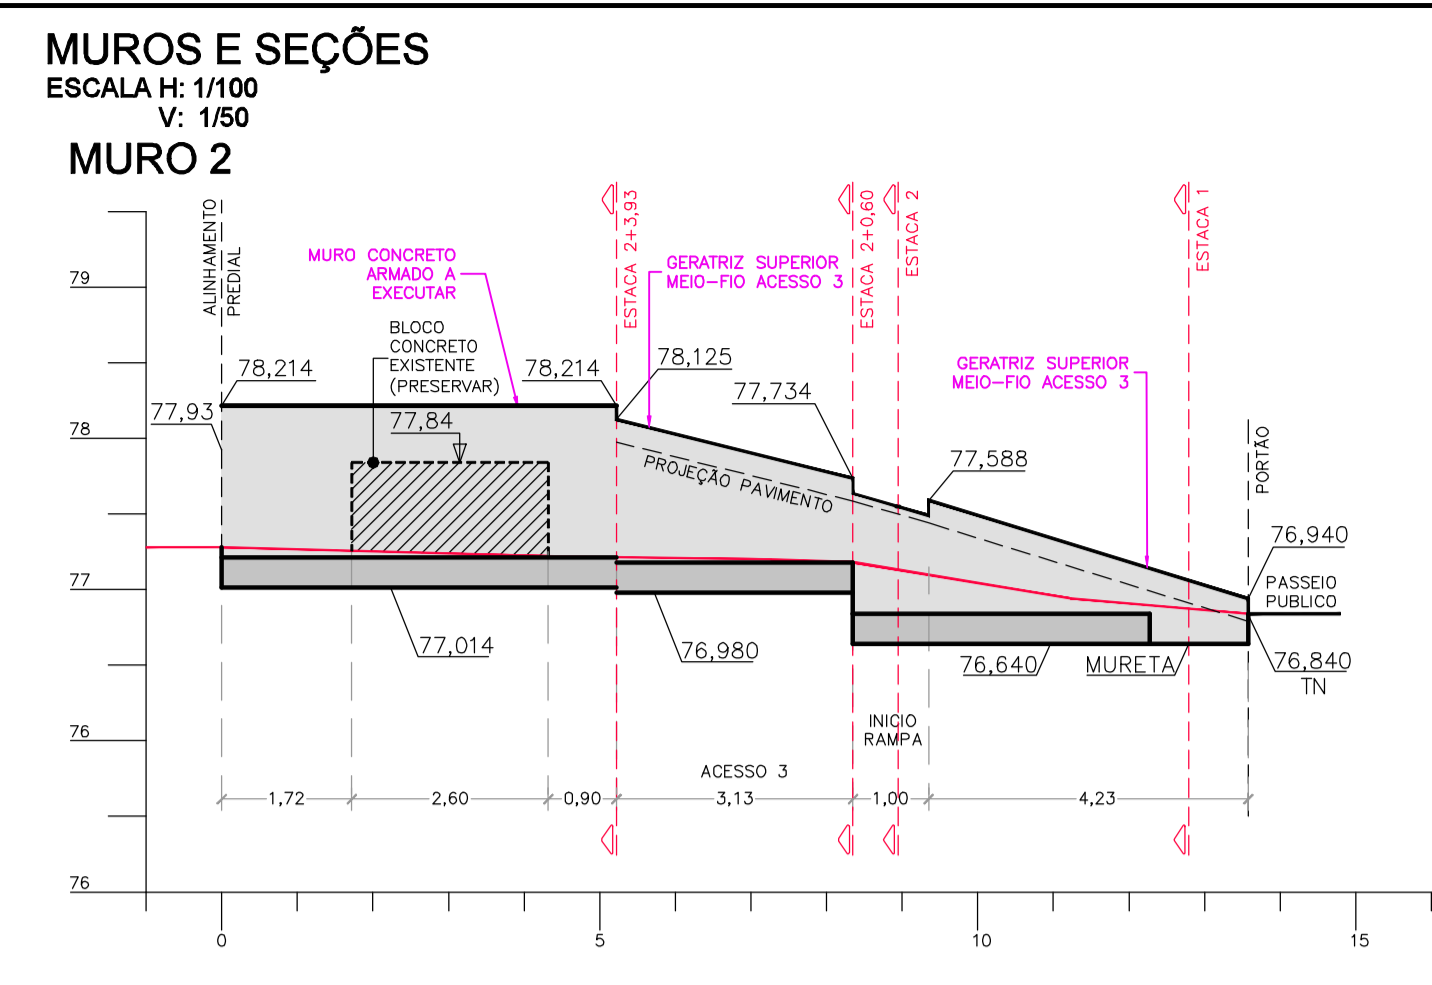 MUROS E SEÇÕES
ESCALA H: 1/100
V: 1/50
MURO 2
ALINHAMENTO
PREDIAL
MURO CONCRETO
ARMADO A
EXECUTAR
BLOCO
CONCRETO
EXISTENTE
(PRESERVAR)
78,214
77,93
77,84
78,214
ESTACA 2+3,93
GERATRIZ SUPERIOR
MEIO-FIO ACESSO 3
78,125
77,734
PROJEÇÃO PAVIMENTO
ESTACA 2+0,60
ESTACA 2
77,588
GERATRIZ SUPERIOR
MEIO-FIO ACESSO 3
ESTACA 1
PORTÃO
76,940
PASSEIO
PUBLICO
76,840
TN
77,014
76,980
76,640
MURETA
INICIO
RAMPA
ACESSO 3
1,72
2,60
0,90
3,13
1,00
4,23
79
78
77
76
76
0
5
10
15